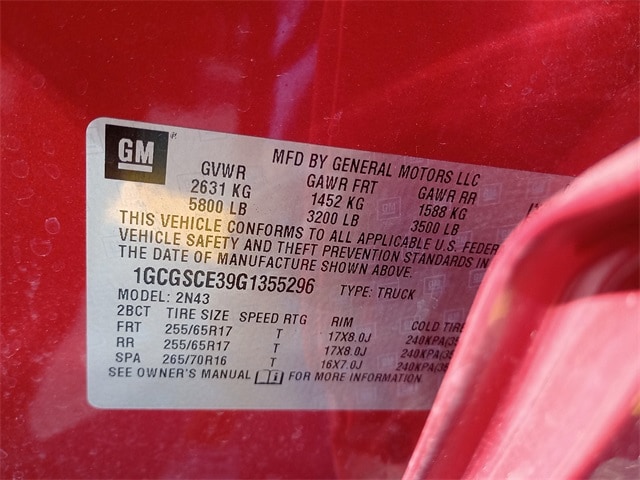 GM
MFD BY GENERAL MOTORS LLC
GVWR GAWR FRT GAWR RR
2631 KG 1452 KG 1588 KG
5800 LB 3200 LB 3500 LB
THIS VEHICLE CONFORMS TO ALL APPLICABLE U.S. FEDER
VEHICLE SAFETY AND THEFT PREVENTION STANDARDS IN
THE DATE OF MANUFACTURE SHOWN ABOVE.
1GCGSCE39G1355296 TYPE: TRUCK
MODEL: 2N43
2BCT TIRE SIZE SPEED RTG RIM COLD TIRE
FRT 255/65R17 T 17X8.0J 240KPA(35
RR 255/65R17 T 17X8.0J 240KPA(35
SPA 265/70R16 T 16X7.0J 240KPA(35
SEE OWNER'S MANUAL FOR MORE INFORMATION